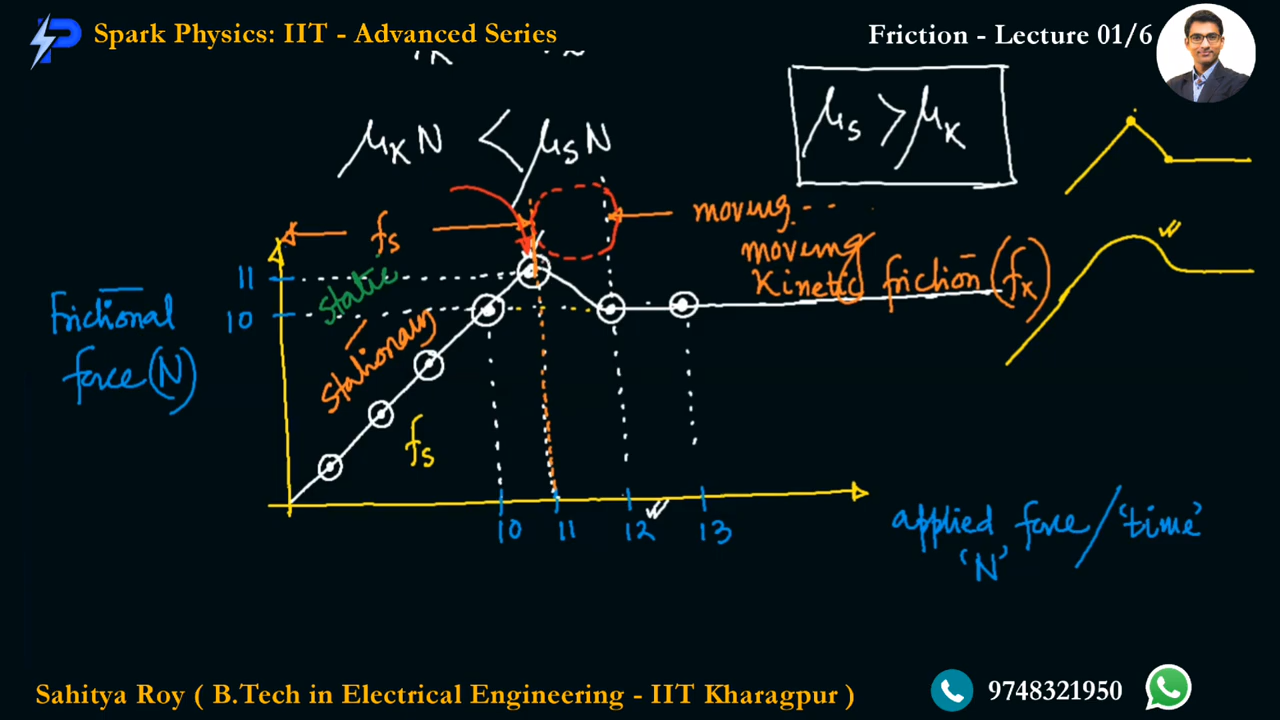 Spark Physics: IIT - Advanced Series
Friction - Lecture 01/6
μK N < μS N
μS > μK
fS
moving. - -
moving
Kinetic friction (fK)
static
stationary
fS
11
10
Frictional
force (N)
10 11 12 13
applied force / 'time'
'N'
Sahitya Roy ( B.Tech in Electrical Engineering - IIT Kharagpur )
9748321950